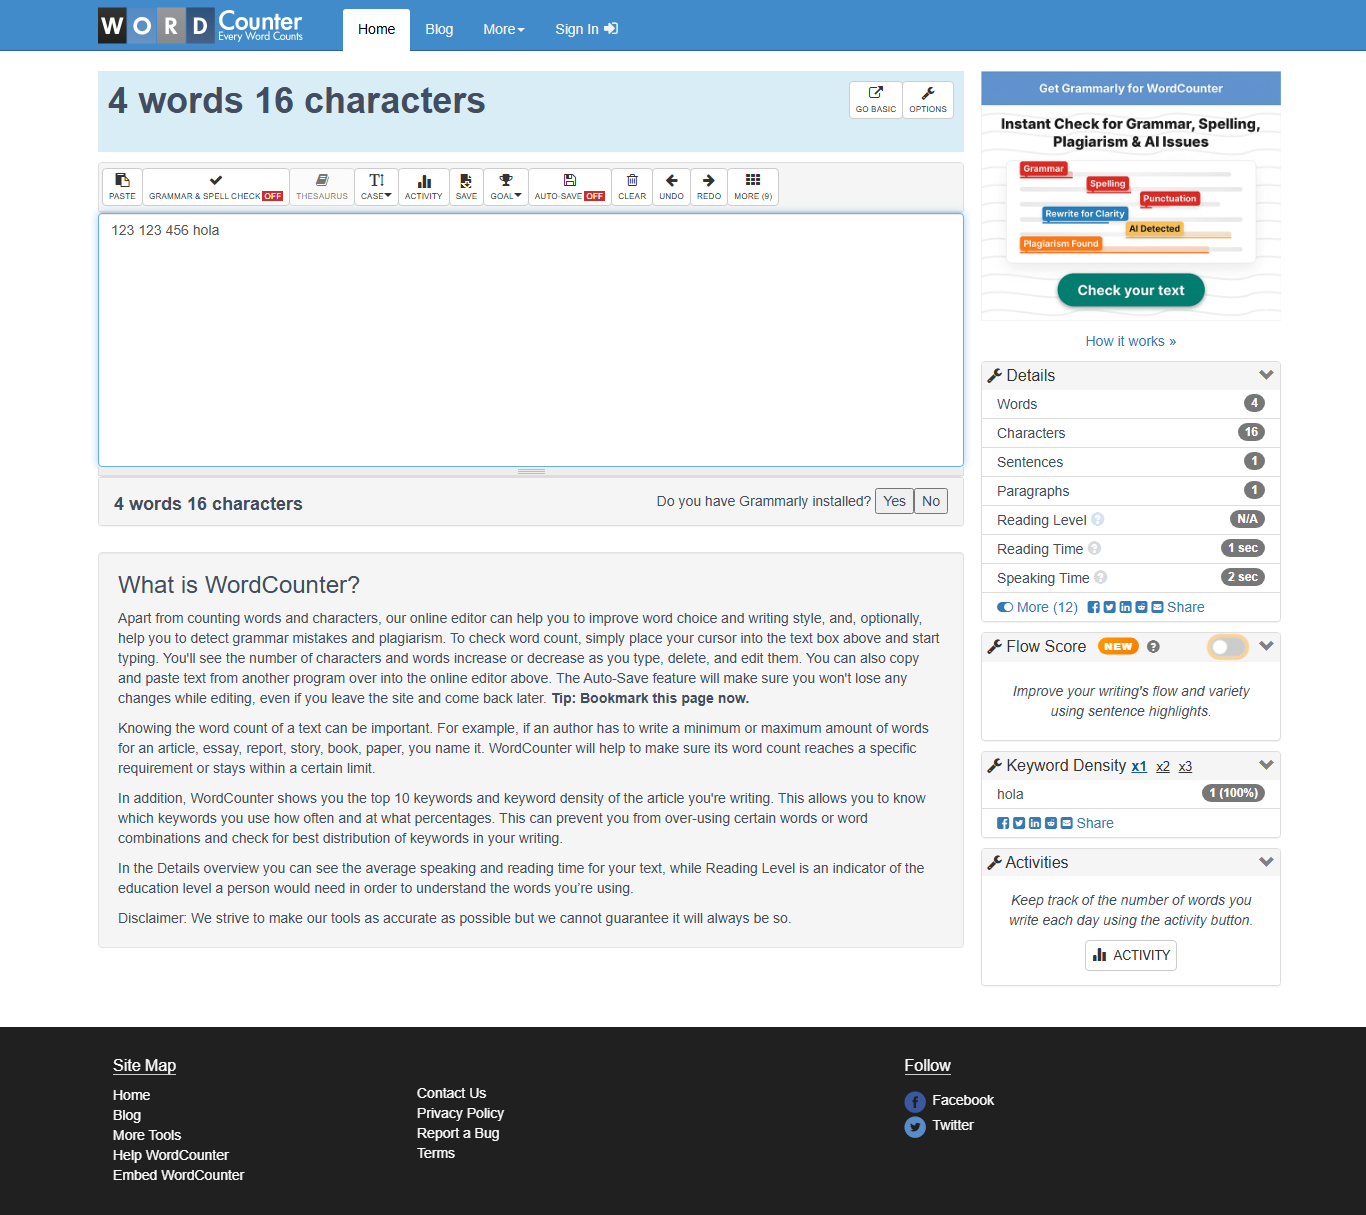 WORD Counter
Every Word Counts
Home
Blog
More
Sign In
4 words 16 characters
GO BASIC
OPTIONS
PASTE
GRAMMAR & SPELL CHECK OFF
THESAURUS
CASE
ACTIVITY
SAVE
GOAL
AUTO-SAVE OFF
CLEAR
UNDO
REDO
MORE (9)
123 123 456 hola
4 words 16 characters
Do you have Grammarly installed? Yes No
What is WordCounter?
Apart from counting words and characters, our online editor can help you to improve word choice and writing style, and, optionally,
help you to detect grammar mistakes and plagiarism. To check word count, simply place your cursor into the text box above and start
typing. You'll see the number of characters and words increase or decrease as you type, delete, and edit them. You can also copy
and paste text from another program over into the online editor above. The Auto-Save feature will make sure you won't lose any
changes while editing, even if you leave the site and come back later. Tip: Bookmark this page now.
Knowing the word count of a text can be important. For example, if an author has to write a minimum or maximum amount of words
for an article, essay, report, story, book, paper, you name it. WordCounter will help to make sure its word count reaches a specific
requirement or stays within a certain limit.
In addition, WordCounter shows you the top 10 keywords and keyword density of the article you're writing. This allows you to know
which keywords you use how often and at what percentages. This can prevent you from over-using certain words or word
combinations and check for best distribution of keywords in your writing.
In the Details overview you can see the average speaking and reading time for your text, while Reading Level is an indicator of the
education level a person would need in order to understand the words you're using.
Disclaimer: We strive to make our tools as accurate as possible but we cannot guarantee it will always be so.
Get Grammarly for WordCounter
Instant Check for Grammar, Spelling,
Plagiarism & AI Issues
Grammar
Spelling
Punctuation
Rewrite for Clarity
AI Detected
Plagiarism Found
Check your text
How it works »
Details
Words 4
Characters 16
Sentences 1
Paragraphs 1
Reading Level ? N/A
Reading Time ? 1 sec
Speaking Time ? 2 sec
More (12) Share
Flow Score NEW ?
Improve your writing's flow and variety
using sentence highlights.
Keyword Density x1 x2 x3
hola 1 (100%)
Share
Activities
Keep track of the number of words you
write each day using the activity button.
ACTIVITY
Site Map
Home
Blog
More Tools
Help WordCounter
Embed WordCounter
Contact Us
Privacy Policy
Report a Bug
Terms
Follow
Facebook
Twitter